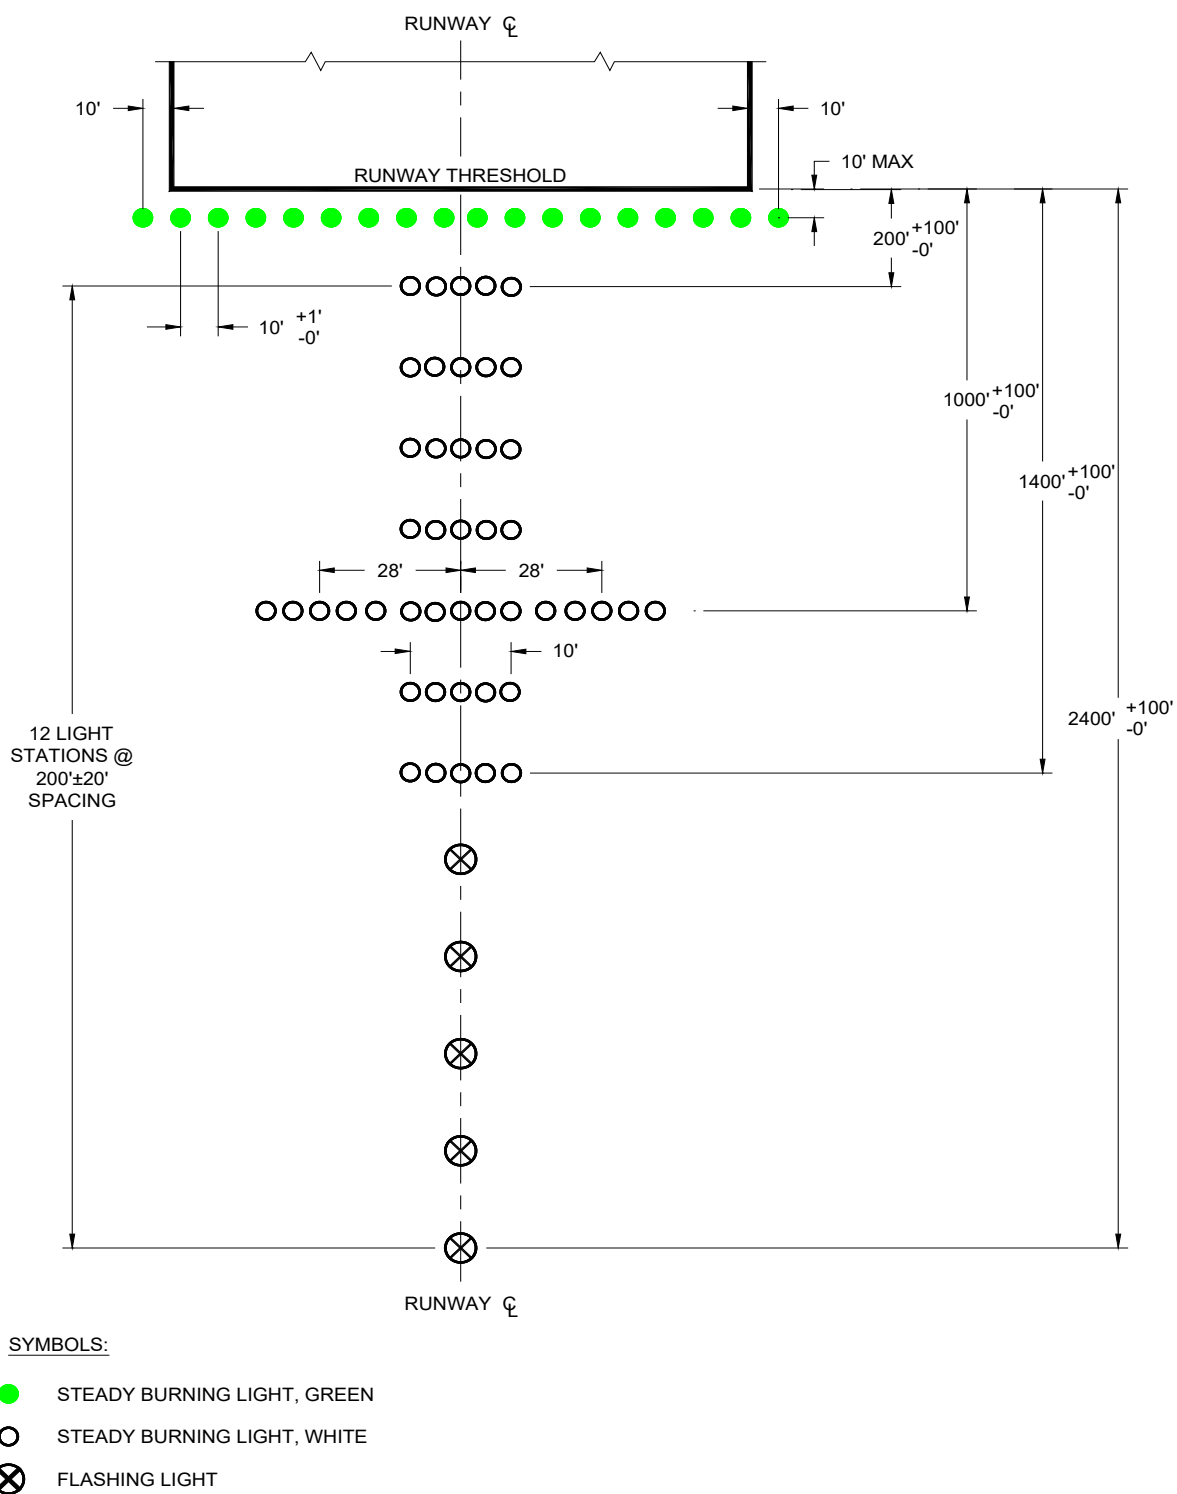 RUNWAY ℄
10'
10'
10' MAX
RUNWAY THRESHOLD
200' +100'
-0'
10' +1'
-0'
1000' +100'
-0'
1400' +100'
-0'
28'
28'
10'
2400' +100'
-0'
12 LIGHT
STATIONS @
200'±20'
SPACING
RUNWAY ℄
SYMBOLS:
STEADY BURNING LIGHT, GREEN
STEADY BURNING LIGHT, WHITE
FLASHING LIGHT